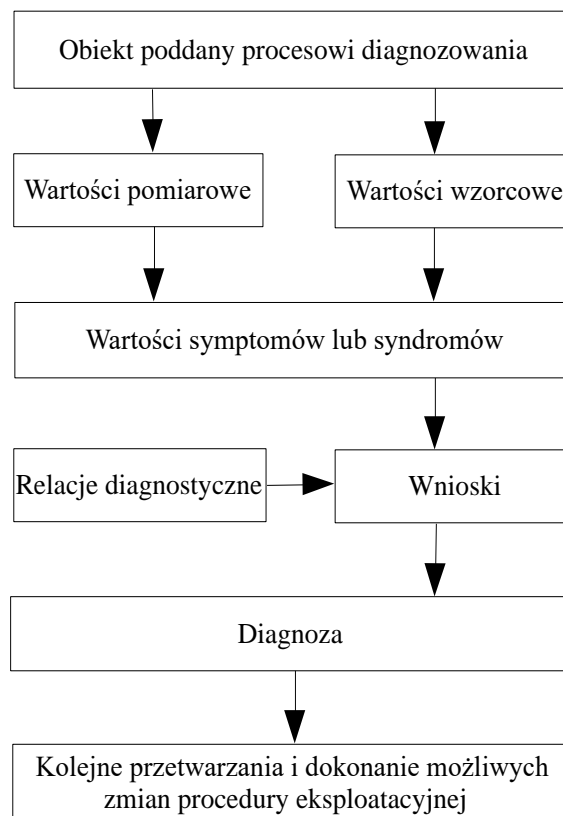 Obiekt poddany procesowi diagnozowania
Wartości pomiarowe
Wartości wzorcowe
Wartości symptomów lub syndromów
Relacje diagnostyczne
Wnioski
Diagnoza
Kolejne przetwarzania i dokonanie możliwych
zmian procedury eksploatacyjnej